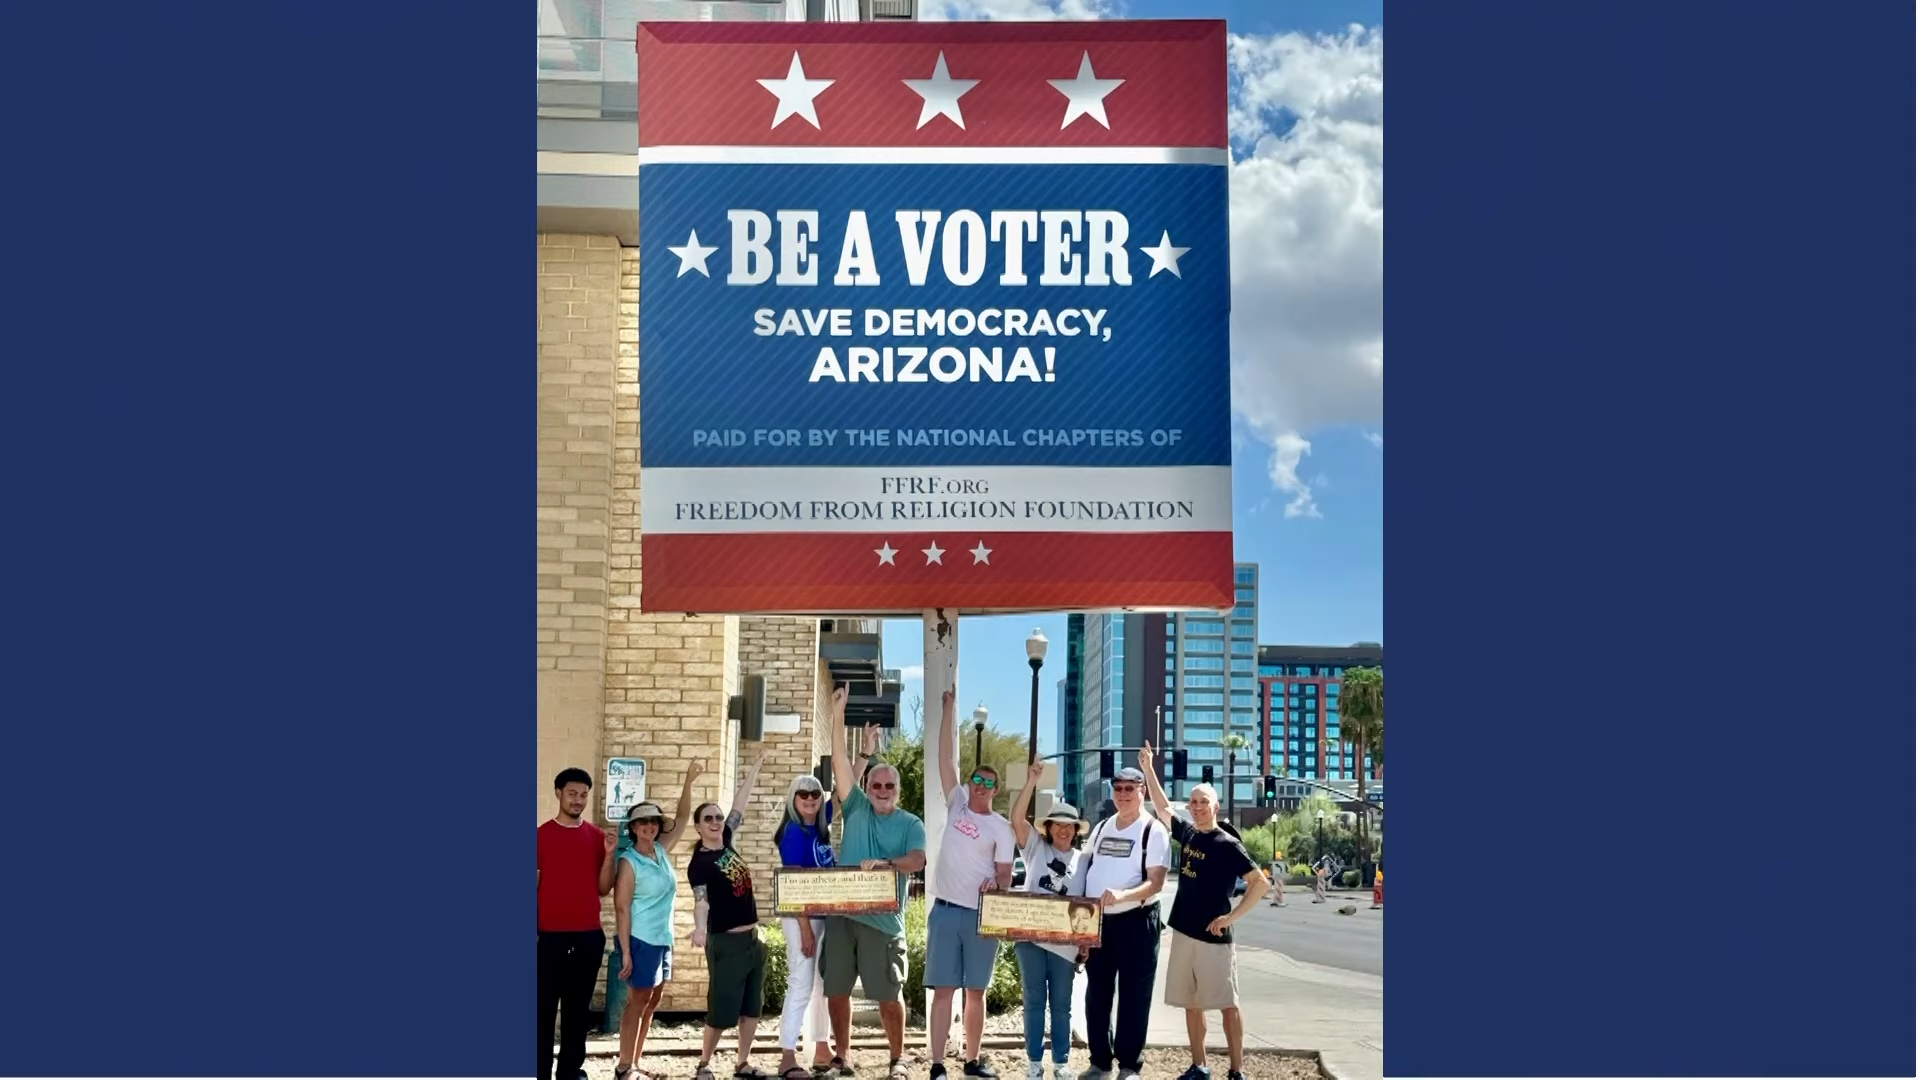 BE A VOTER
SAVE DEMOCRACY,
ARIZONA!
PAID FOR BY THE NATIONAL CHAPTERS OF
FFRF.ORG
FREEDOM FROM RELIGION FOUNDATION
"I'm an atheist, and that's it.